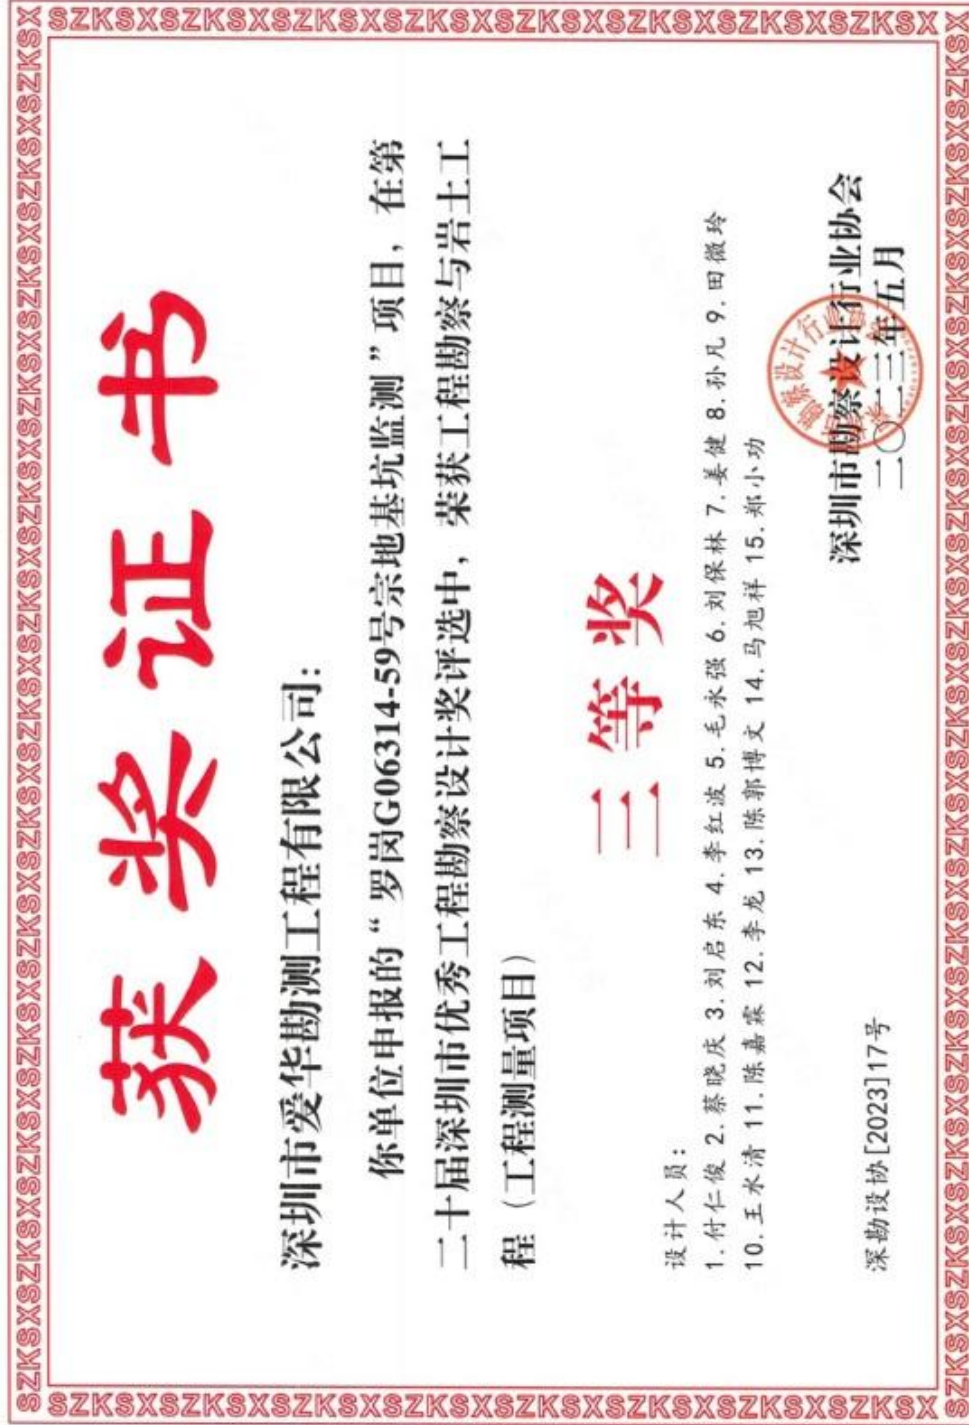 获奖证书
深圳市爱华勘测工程有限公司：
你单位申报的“罗岗G06314-59号宗地基坑监测”项目，在第
二十届深圳市优秀工程勘察设计奖评选中，荣获工程勘察与岩土工
程（工程测量项目）
三等奖
设计人员：
1.付仁俊 2.蔡晓庆 3.刘启东 4.李红波 5.毛永强 6.刘保林 7.姜健 8.孙凡 9.田微玲
10.王水清 11.陈嘉霖 12.李龙 13.陈郭博文 14.马旭祥 15.郑小功
深圳市勘察设计行业协会
二〇二三年五月
深勘设协[2023]17号
SZKSXSZKSXSZKSXSZKSXSZKSXSZKSXSZKSXSZKSX